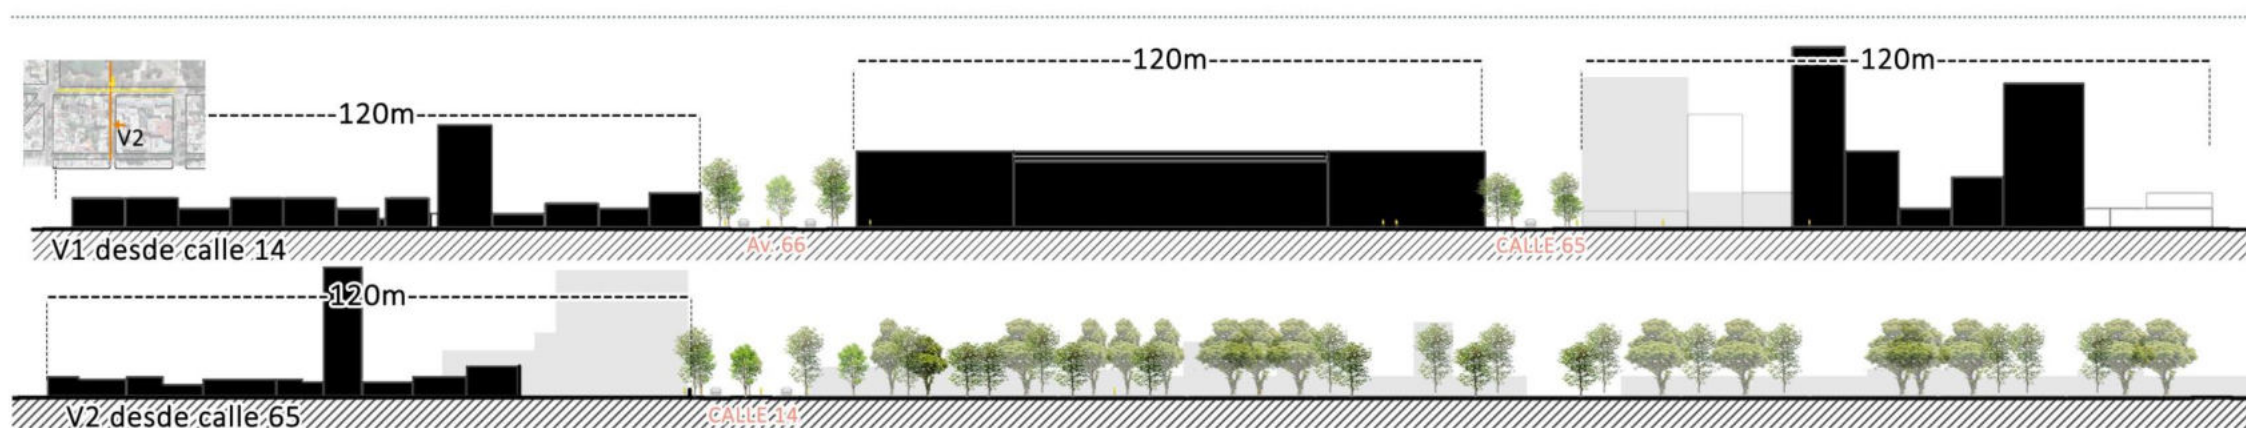 120m
120m
120m
V2
Av. 66
CALLE 65
V1 desde calle 14
120m
CALLE 14
V2 desde calle 65